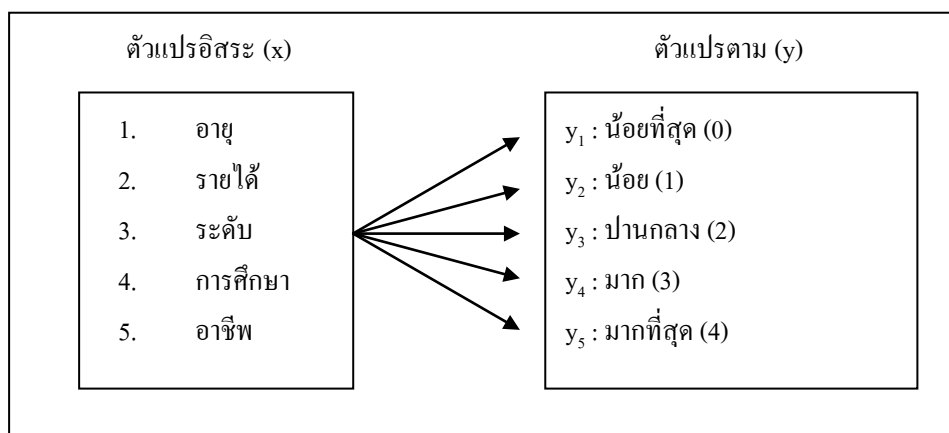 ตัวแปรอิสระ (x)
1. อายุ
2. รายได้
3. ระดับ
4. การศึกษา
5. อาชีพ
ตัวแปรตาม (y)
y₁ : น้อยที่สุด (0)
y₂ : น้อย (1)
y₃ : ปานกลาง (2)
y₄ : มาก (3)
y₅ : มากที่สุด (4)